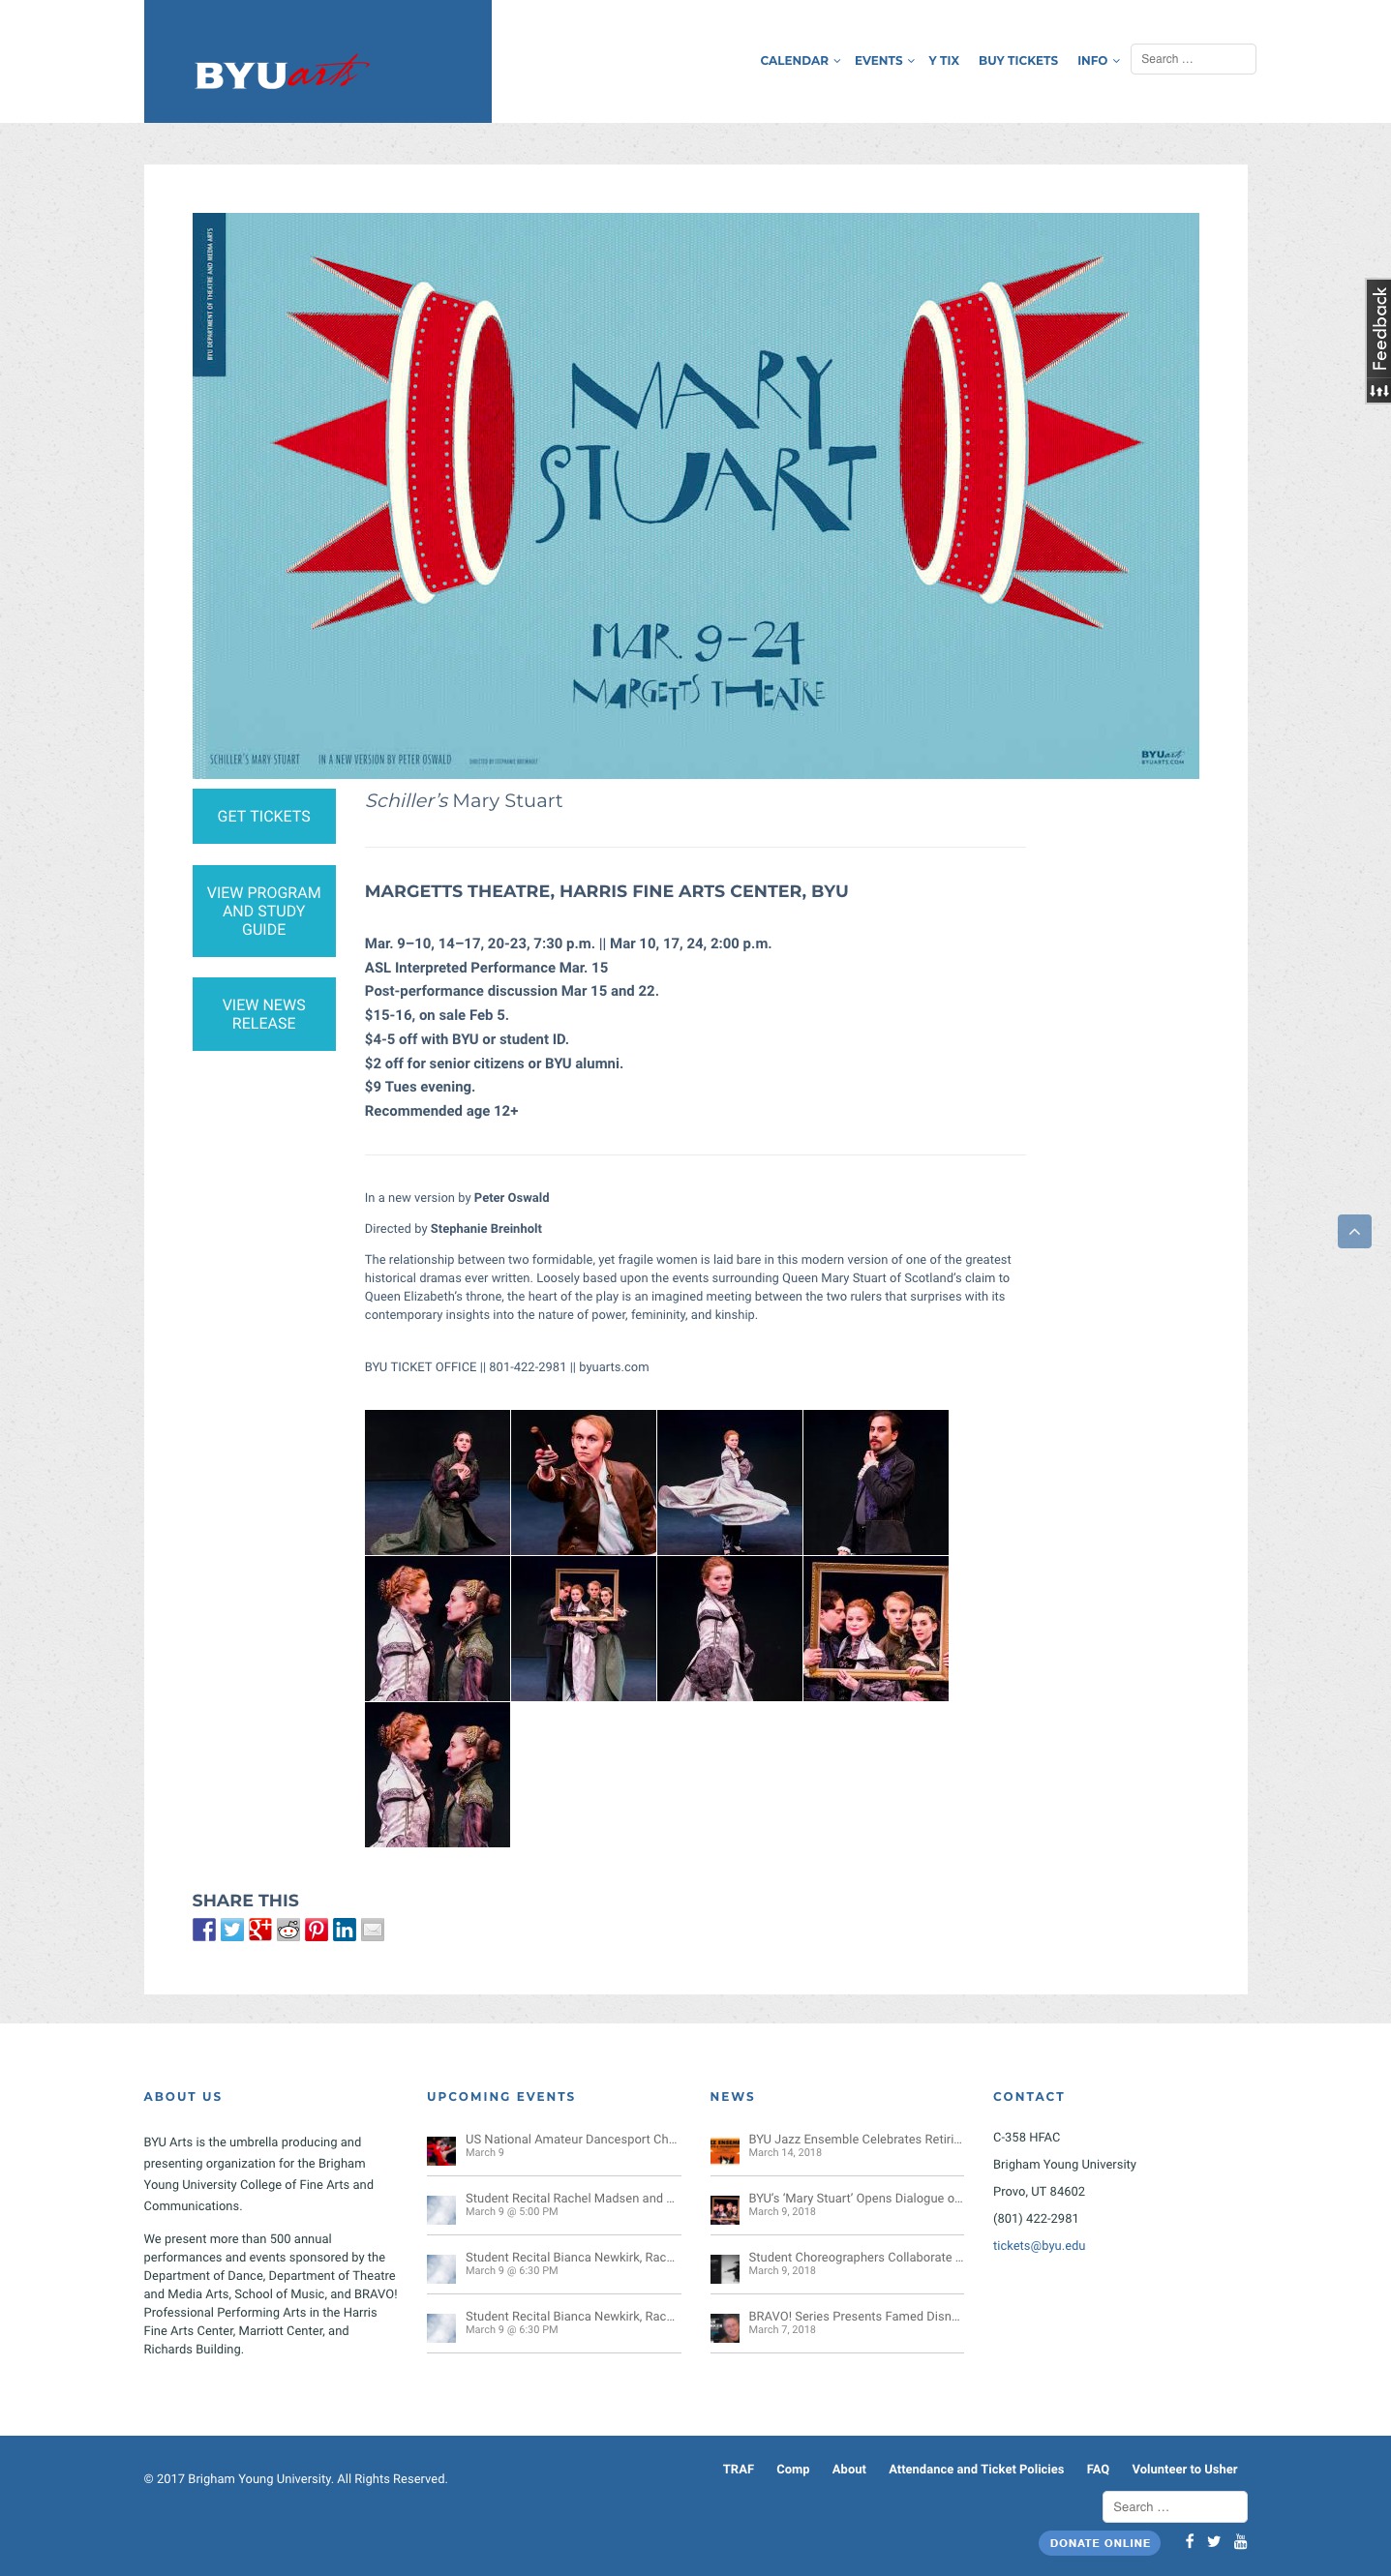 BYUarts
CALENDAR
EVENTS
Y TIX
BUY TICKETS
INFO
Search …
Feedback
BYU DEPARTMENT OF THEATRE AND MEDIA ARTS
MARY
STUART
MAR. 9-24
MARGETTS THEATRE
SCHILLER'S MARY STUART IN A NEW VERSION BY PETER OSWALD DIRECTED BY STEPHANIE BREINHOLT
BYUarts
BYUARTS.COM
GET TICKETS
VIEW PROGRAM
AND STUDY
GUIDE
VIEW NEWS
RELEASE
Schiller’s Mary Stuart
MARGETTS THEATRE, HARRIS FINE ARTS CENTER, BYU
Mar. 9–10, 14–17, 20-23, 7:30 p.m. || Mar 10, 17, 24, 2:00 p.m.
ASL Interpreted Performance Mar. 15
Post-performance discussion Mar 15 and 22.
$15-16, on sale Feb 5.
$4-5 off with BYU or student ID.
$2 off for senior citizens or BYU alumni.
$9 Tues evening.
Recommended age 12+
In a new version by Peter Oswald
Directed by Stephanie Breinholt
The relationship between two formidable, yet fragile women is laid bare in this modern version of one of the greatest
historical dramas ever written. Loosely based upon the events surrounding Queen Mary Stuart of Scotland’s claim to
Queen Elizabeth’s throne, the heart of the play is an imagined meeting between the two rulers that surprises with its
contemporary insights into the nature of power, femininity, and kinship.
BYU TICKET OFFICE || 801-422-2981 || byuarts.com
SHARE THIS
ABOUT US
BYU Arts is the umbrella producing and
presenting organization for the Brigham
Young University College of Fine Arts and
Communications.
We present more than 500 annual
performances and events sponsored by the
Department of Dance, Department of Theatre
and Media Arts, School of Music, and BRAVO!
Professional Performing Arts in the Harris
Fine Arts Center, Marriott Center, and
Richards Building.
UPCOMING EVENTS
US National Amateur Dancesport Ch...
March 9
Student Recital Rachel Madsen and ...
March 9 @ 5:00 PM
Student Recital Bianca Newkirk, Rac...
March 9 @ 6:30 PM
Student Recital Bianca Newkirk, Rac...
March 9 @ 6:30 PM
NEWS
BYU Jazz Ensemble Celebrates Retiri...
March 14, 2018
BYU’s ‘Mary Stuart’ Opens Dialogue o...
March 9, 2018
Student Choreographers Collaborate ...
March 9, 2018
BRAVO! Series Presents Famed Disn...
March 7, 2018
CONTACT
C-358 HFAC
Brigham Young University
Provo, UT 84602
(801) 422-2981
tickets@byu.edu
© 2017 Brigham Young University. All Rights Reserved.
TRAF
Comp
About
Attendance and Ticket Policies
FAQ
Volunteer to Usher
Search …
DONATE ONLINE